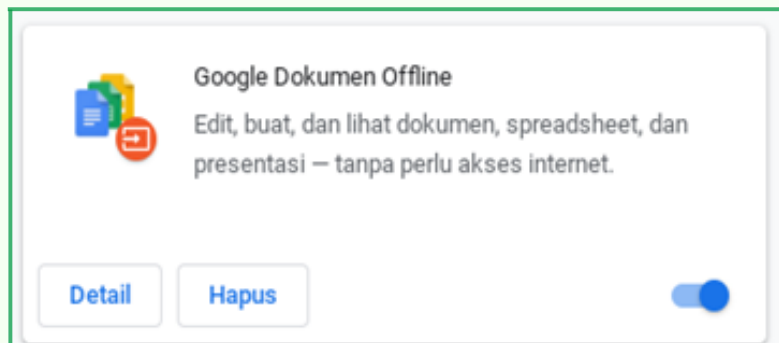 Google Dokumen Offline
Edit, buat, dan lihat dokumen, spreadsheet, dan
presentasi — tanpa perlu akses internet.
Detail
Hapus